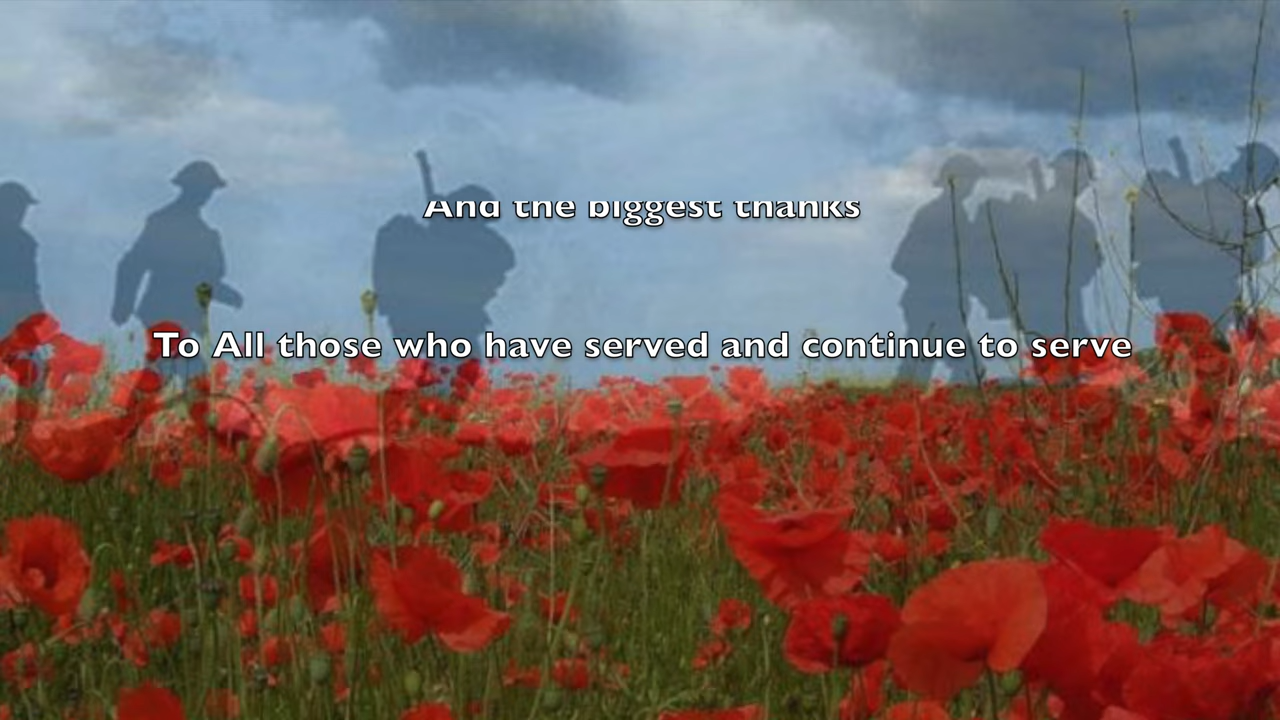 And the biggest thanks
To All those who have served and continue to serve